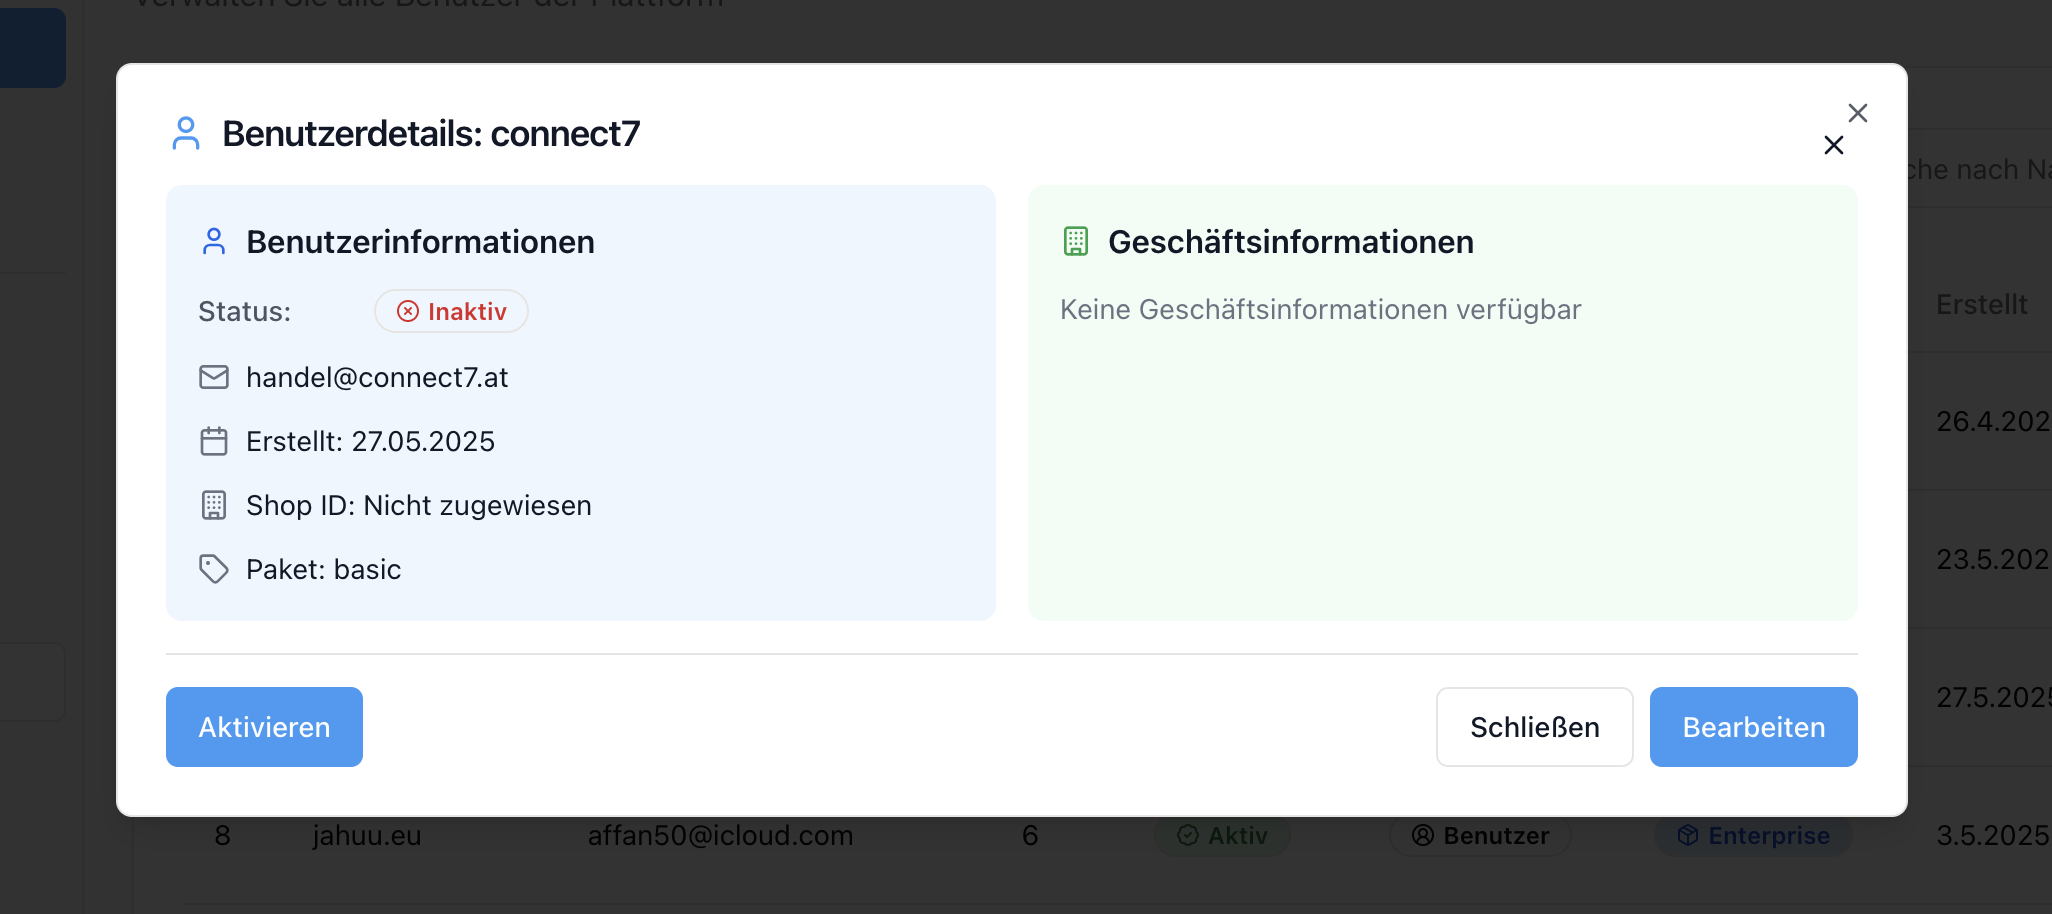 Verwalten Sie alle Benutzer der Plattform
Benutzerdetails: connect7
che nach Na
Benutzerinformationen
Geschäftsinformationen
Status: Inaktiv
Keine Geschäftsinformationen verfügbar
Erstellt
handel@connect7.at
26.4.202
Erstellt: 27.05.2025
Shop ID: Nicht zugewiesen
23.5.202
Paket: basic
27.5.2025
Aktivieren
Schließen
Bearbeiten
8 jahuu.eu affan50@icloud.com 6 Aktiv Benutzer Enterprise 3.5.2025